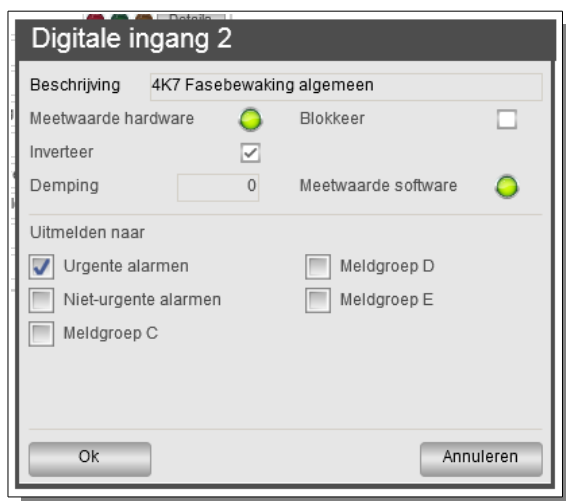 Details
Digitale ingang 2
Beschrijving 4K7 Fasebewaking algemeen
Meetwaarde hardware Blokkeer
Inverteer
Demping 0 Meetwaarde software
Uitmelden naar
Urgente alarmen Meldgroep D
Niet-urgente alarmen Meldgroep E
Meldgroep C
Ok Annuleren